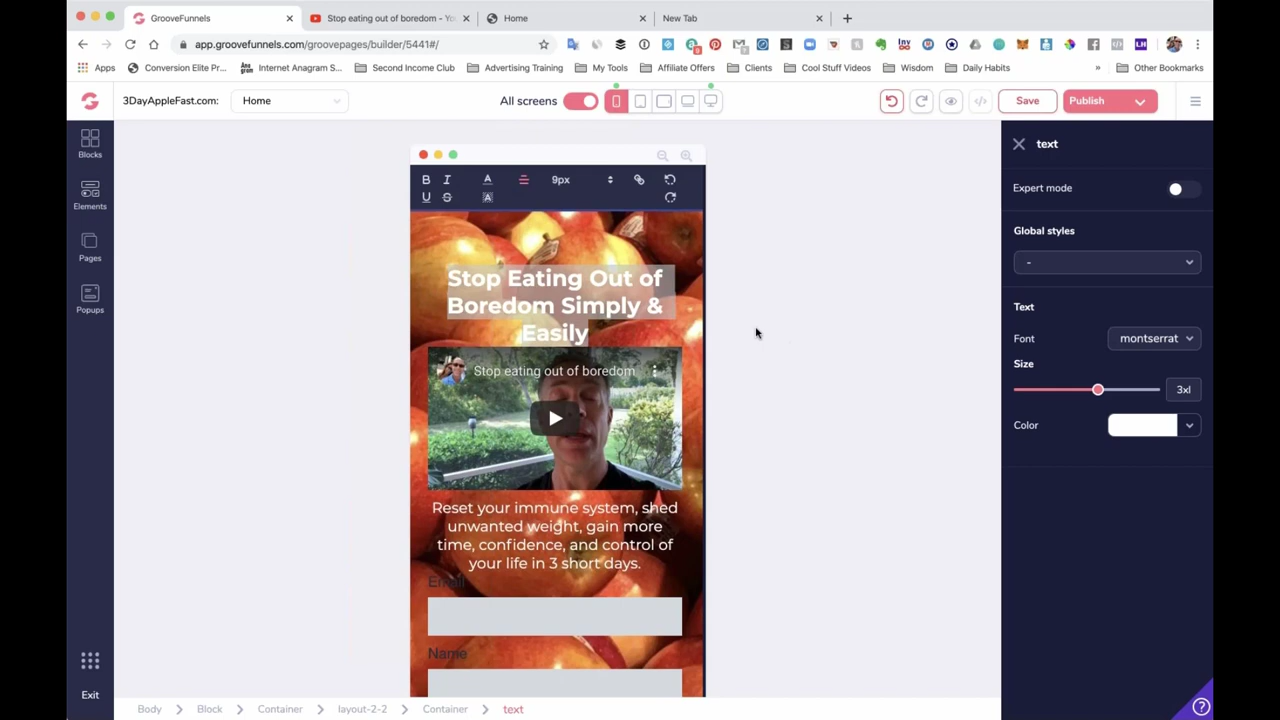 GrooveFunnels
Stop eating out of boredom - Yo
Home
New Tab
app.groovefunnels.com/groovepages/builder/5441#/
Apps
Conversion Elite Pr...
Internet Anagram S...
Second Income Club
Advertising Training
My Tools
Affiliate Offers
Clients
Cool Stuff Videos
Wisdom
Daily Habits
»
Other Bookmarks
3DayAppleFast.com:
Home
All screens
Save
Publish
Blocks
Elements
Pages
Popups
Exit
B I A 9px
U S A
Stop Eating Out of
Boredom Simply &
Easily
Stop eating out of boredom
Reset your immune system, shed
unwanted weight, gain more
time, confidence, and control of
your life in 3 short days.
Email
Name
text
Expert mode
Global styles
-
Text
Font
montserrat
Size
3xl
Color
Body
Block
Container
layout-2-2
Container
text